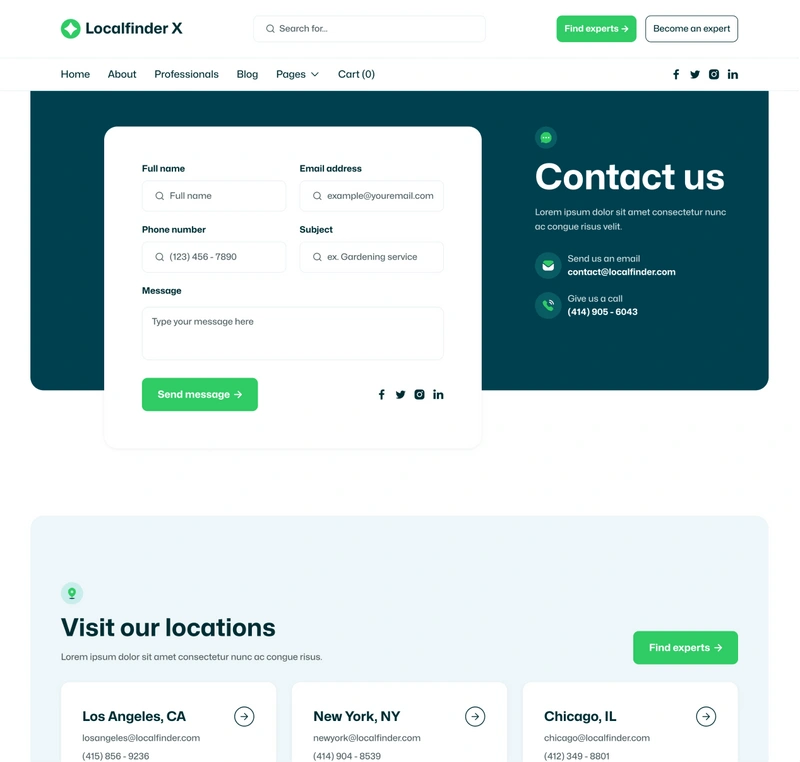 Localfinder X
Search for...
Find experts →
Become an expert
Home
About
Professionals
Blog
Pages
Cart (0)
Full name
Email address
Full name
example@youremail.com
Phone number
Subject
(123) 456 - 7890
ex. Gardening service
Message
Type your message here
Send message →
Contact us
Lorem ipsum dolor sit amet consectetur nunc
ac congue risus velit.
Send us an email
contact@localfinder.com
Give us a call
(414) 905 - 6043
Visit our locations
Lorem ipsum dolor sit amet consectetur nunc ac congue risus.
Find experts →
Los Angeles, CA
losangeles@localfinder.com
(415) 856 - 9236
New York, NY
newyork@localfinder.com
(414) 904 - 8539
Chicago, IL
chicago@localfinder.com
(412) 349 - 8801